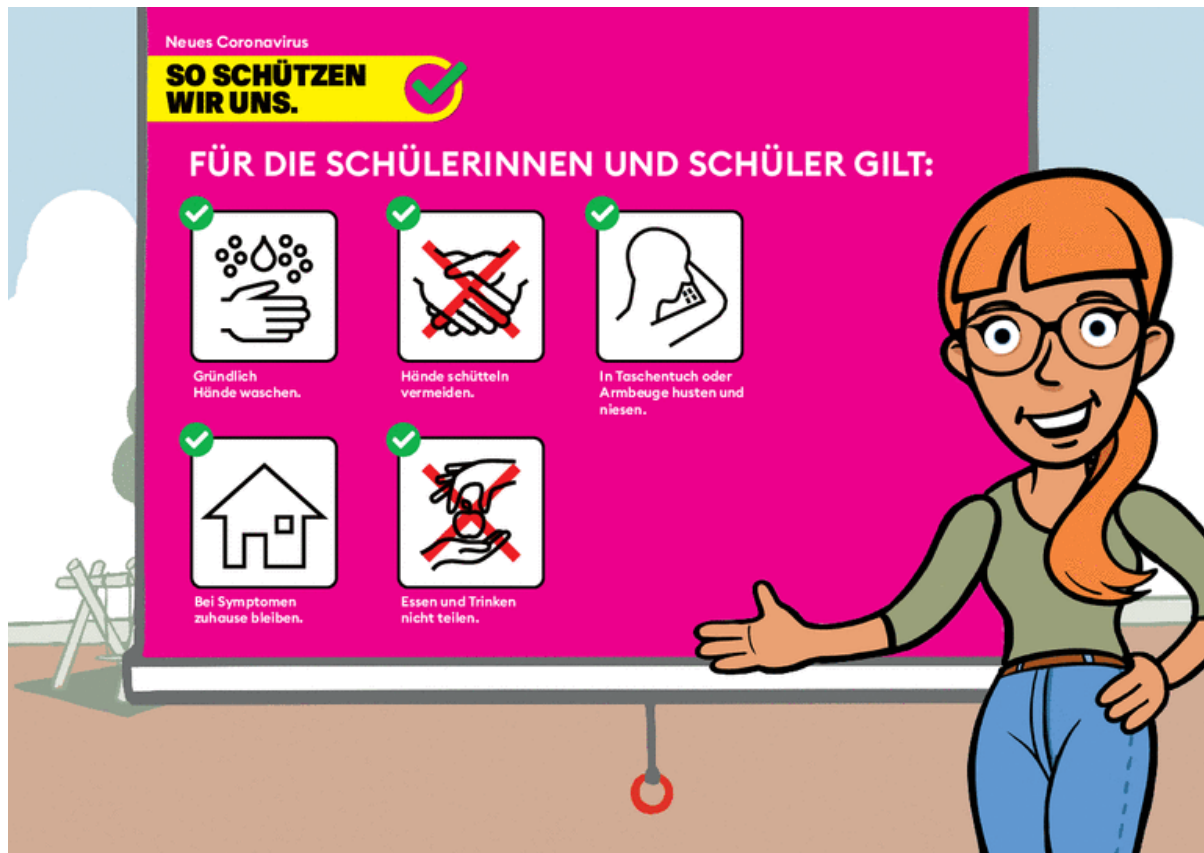 Neues Coronavirus
SO SCHÜTZEN
WIR UNS.
FÜR DIE SCHÜLERINNEN UND SCHÜLER GILT:
Gründlich
Hände waschen.
Hände schütteln
vermeiden.
In Taschentuch oder
Armbeuge husten und
niesen.
Bei Symptomen
zuhause bleiben.
Essen und Trinken
nicht teilen.